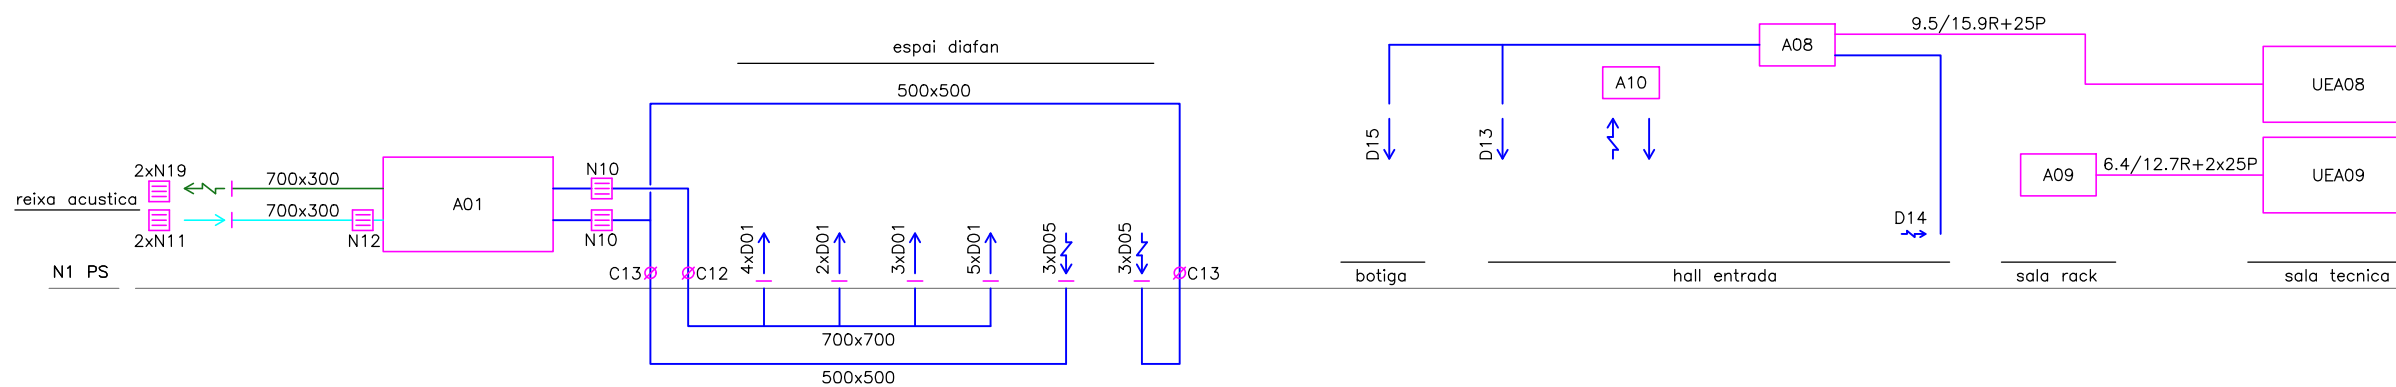 9.5/15.9R+25P
espai diafan
A08
500x500
A10
UEA08
D15
D13
2xN19
N10
6.4/12.7R+2x25P
700x300
A09
UEA09
reixa acustica
A01
700x300
D14
2xN11
N12
N10
4xD01
2xD01
3xD01
5xD01
3xD05
3xD05
N1 PS
C13
C12
C13
botiga
hall entrada
sala rack
sala tecnica
700x700
500x500